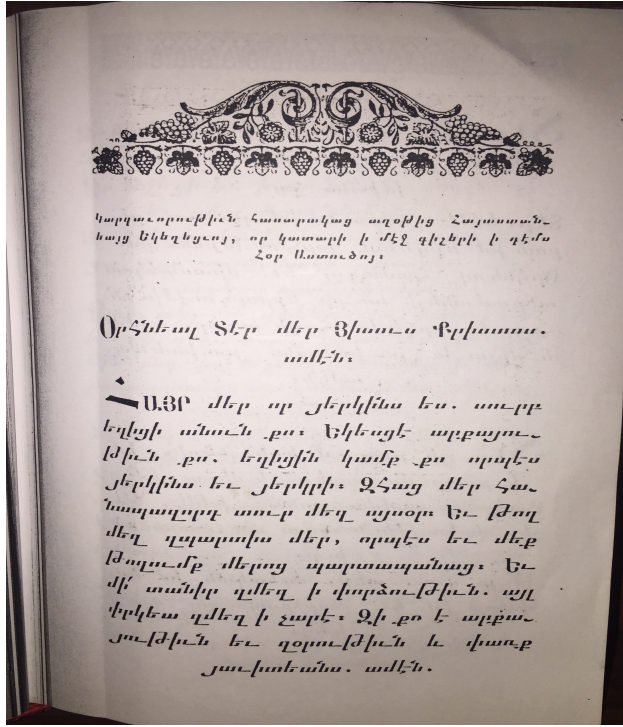 Կարգաւորութիւն հասարակաց աղօթից Հայաստան-
եայց Եկեղեցւոյ, որ կատարի ի մէջ գիշերի ի դէմս
Հօր Աստուծոյ։
Օրհնեալ Տէր մեր Յիսուս Քրիստոս.
ամէն։
ՀԱՅՐ մեր որ յերկինս ես. սուրբ
եղիցի անուն քո։ Եկեսցէ արքայու-
թիւն քո. եղիցին կամք քո որպէս
յերկինս եւ յերկրի։ Զհաց մեր հա-
նապազորդ տուր մեզ այսօր։ Եւ թող
մեզ զպարտիս մեր, որպէս եւ մեք
թողումք մերոց պարտապանաց։ Եւ
մի՛ տանիր զմեզ ի փորձութիւն. այլ
փրկեա զմեզ ի չարէ։ Զի քո է արքա-
յութիւն եւ զօրութիւն և փառք
յաւիտեանս. ամէն.